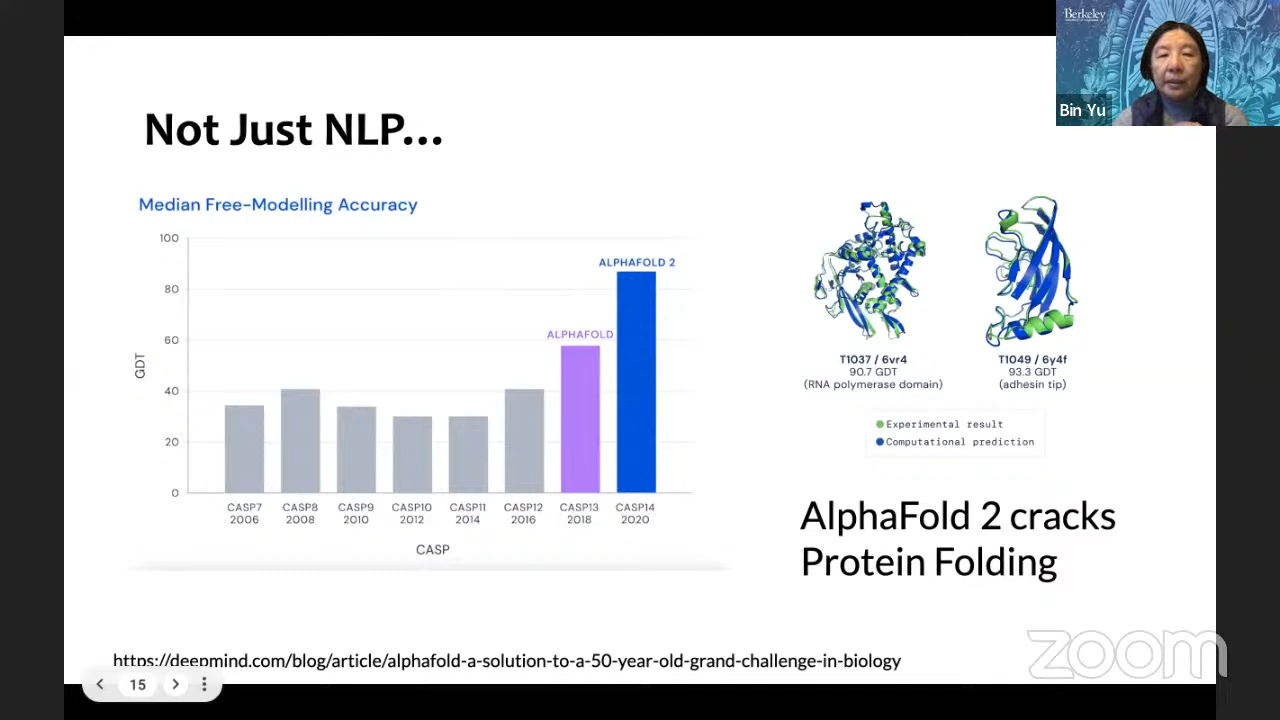 Berkeley
Bin Yu
Not Just NLP...
Median Free-Modelling Accuracy
100
80
60
40
20
0
GDT
ALPHAFOLD 2
ALPHAFOLD
CASP7 CASP8 CASP9 CASP10 CASP11 CASP12 CASP13 CASP14
2006 2008 2010 2012 2014 2016 2018 2020
CASP
T1037 / 6vr4
90.7 GDT
(RNA polymerase domain)
T1049 / 6y4f
93.3 GDT
(adhesin tip)
Experimental result
Computational prediction
AlphaFold 2 cracks
Protein Folding
https://deepmind.com/blog/article/alphafold-a-solution-to-a-50-year-old-grand-challenge-in-biology
15
zoom